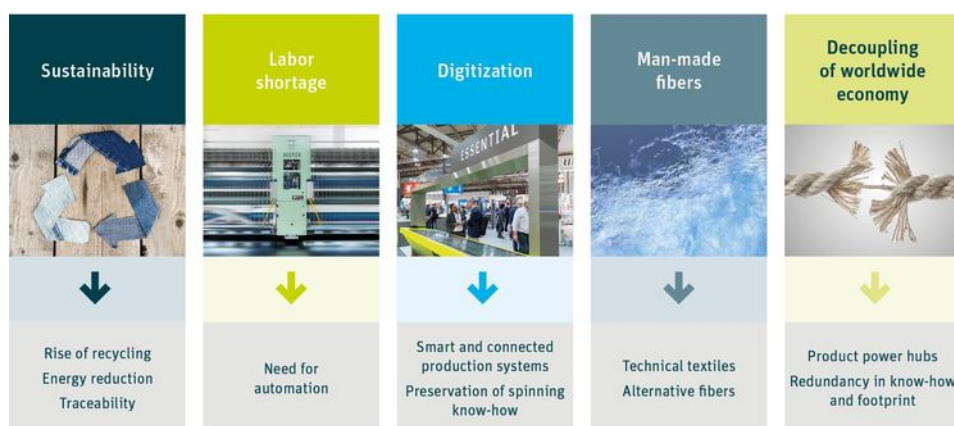 Sustainability
Labor
shortage
Digitization
Man-made
fibers
Decoupling
of worldwide
economy
ESSENTIAL
Rise of recycling
Energy reduction
Traceability
Need for
automation
Smart and connected
production systems
Preservation of spinning
know-how
Technical textiles
Alternative fibers
Product power hubs
Redundancy in know-how
and footprint